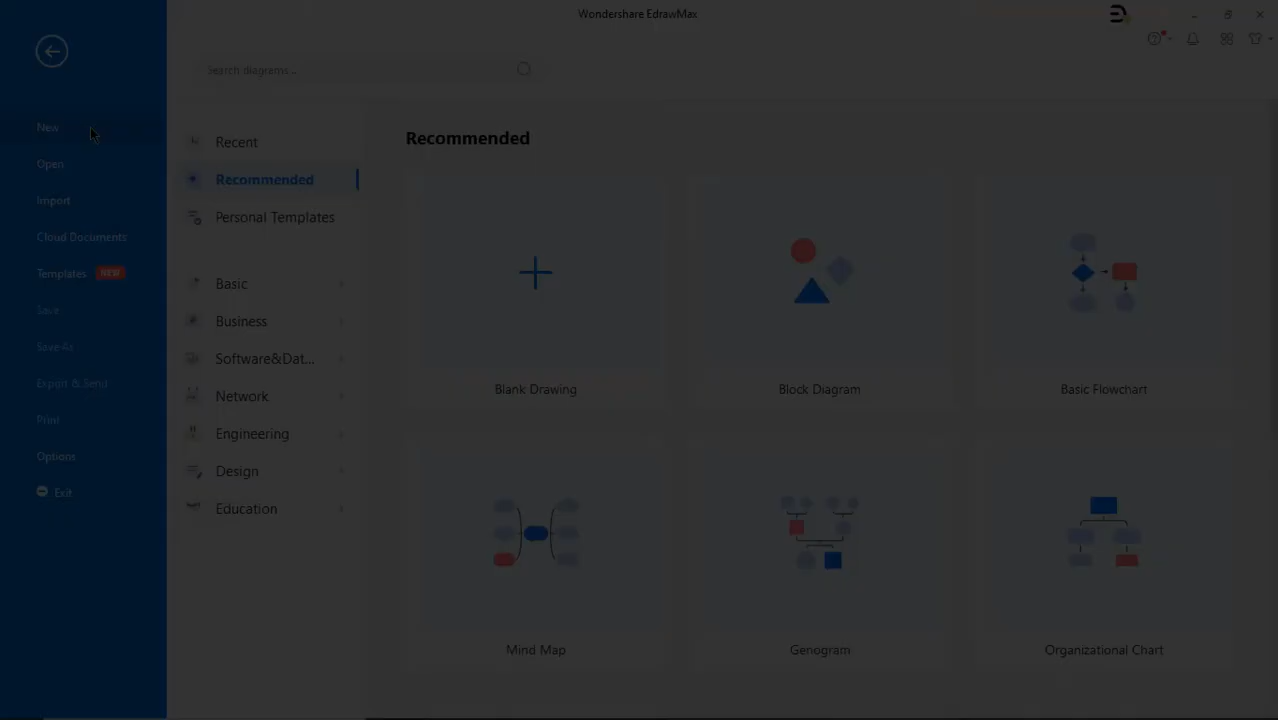 Wondershare EdrawMax
Search diagrams...
New
Open
Import
Cloud Documents
Templates NEW
Save
Save As
Export & Send
Print
Options
Exit
Recent
Recommended
Personal Templates
Basic
Business
Software&Dat...
Network
Engineering
Design
Education
Recommended
Blank Drawing
Block Diagram
Basic Flowchart
Mind Map
Genogram
Organizational Chart